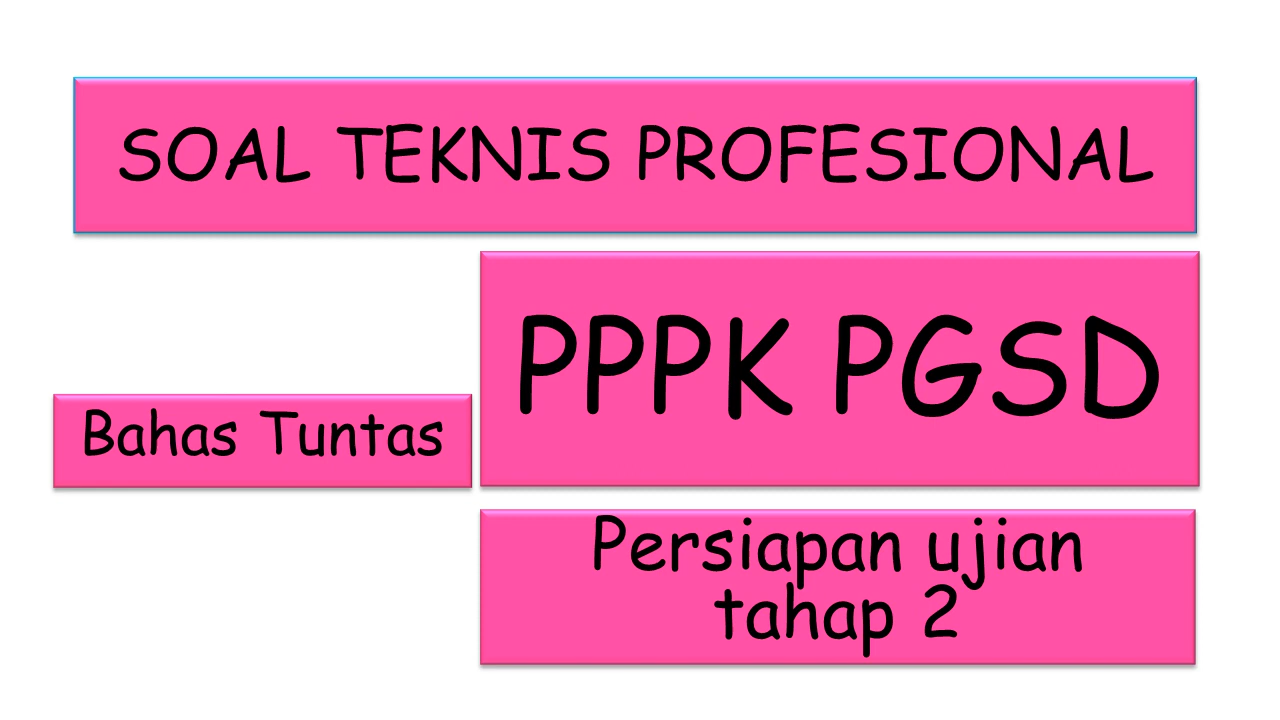 SOAL TEKNIS PROFESIONAL
PPPK PGSD
Bahas Tuntas
Persiapan ujian
tahap 2